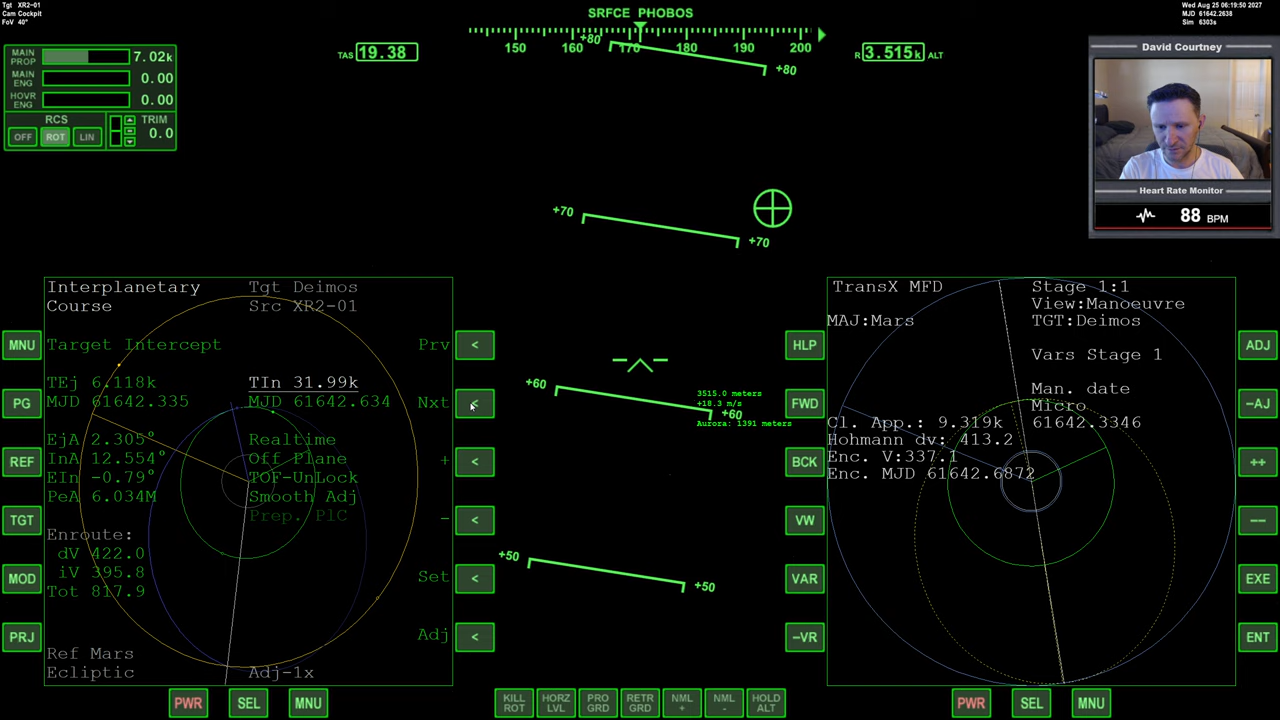 Tgt XR2-01
Cam Cockpit
FoV 40°
SRFCE PHOBOS
Wed Aug 25 06:19:50 2027
MJD 61642.2638
Sim 6303s
150 160 170 180 190 200
TAS 19.38
R 3.515k ALT
MAIN PROP 7.02k
MAIN ENG 0.00
HOVR ENG 0.00
RCS TRIM
OFF ROT LIN 0.0
David Courtney
Heart Rate Monitor
88 BPM
+80 +80
+70 +70
+60 +60
+50 +50
3515.0 meters
+18.3 m/s
Aurora: 1391 meters
Interplanetary Tgt Deimos
Course Src XR2-01
Target Intercept
TEj 6.118k TIn 31.99k
MJD 61642.335 MJD 61642.634
EjA 2.305° Realtime
InA 12.554° Off Plane
EIn -0.79° TOF-UnLock
PeA 6.034M Smooth Adj
Prep. PlC
Enroute:
dV 422.0
iV 395.8
Tot 817.9
Ref Mars
Ecliptic Adj-1x
Prv
Nxt
+
-
Set
Adj
MNU <
PG <
REF <
TGT <
MOD <
PRJ <
PWR SEL MNU
KILL ROT
HORZ LVL
PRO GRD
RETR GRD
NML +
NML -
HOLD ALT
TransX MFD Stage 1:1
View:Manoeuvre
MAJ:Mars TGT:Deimos
Vars Stage 1
Man. date
Micro
Cl. App.: 9.319k 61642.3346
Hohmann dv: 413.2
Enc. V:337.1
Enc. MJD 61642.6872
HLP ADJ
FWD -AJ
BCK ++
VW --
VAR EXE
-VR ENT
PWR SEL MNU